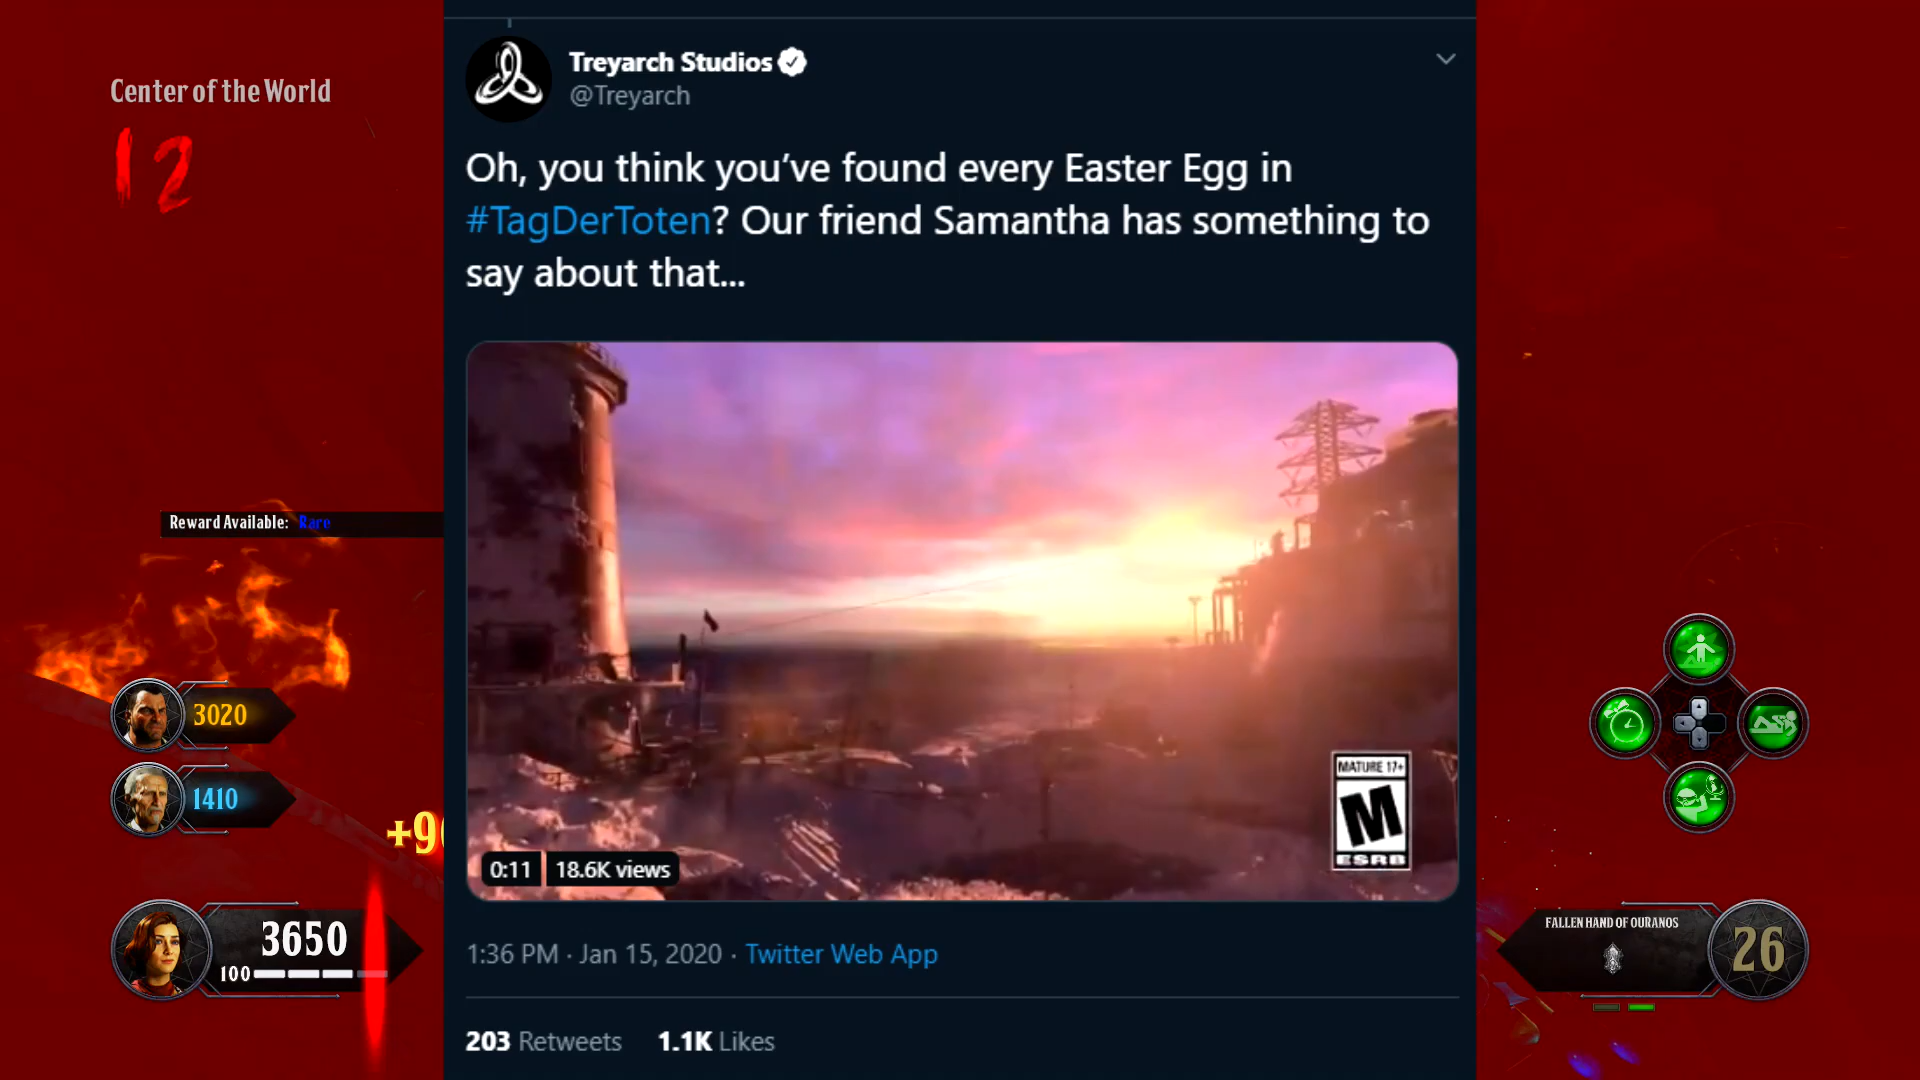 Center of the World
12
Treyarch Studios
@Treyarch
Oh, you think you've found every Easter Egg in
#TagDerToten? Our friend Samantha has something to
say about that...
Reward Available: Rare
MATURE 17+
M
ESRB
0:11 18.6K views
3020
1410
+90
3650
100
FALLEN HAND OF OURANOS
26
1:36 PM · Jan 15, 2020 · Twitter Web App
203 Retweets 1.1K Likes